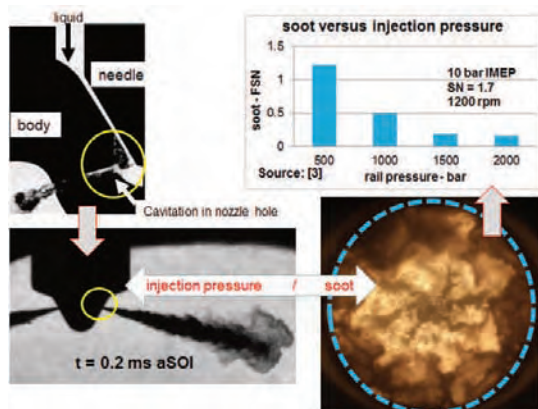 liquid
needle
body
Cavitation in nozzle hole
soot versus injection pressure
soot - FSN
1.5
1
0.5
0
10 bar IMEP
SN = 1.7
1200 rpm
500 1000 1500 2000
Source: [3] rail pressure - bar
injection pressure / soot
t = 0.2 ms aSOI